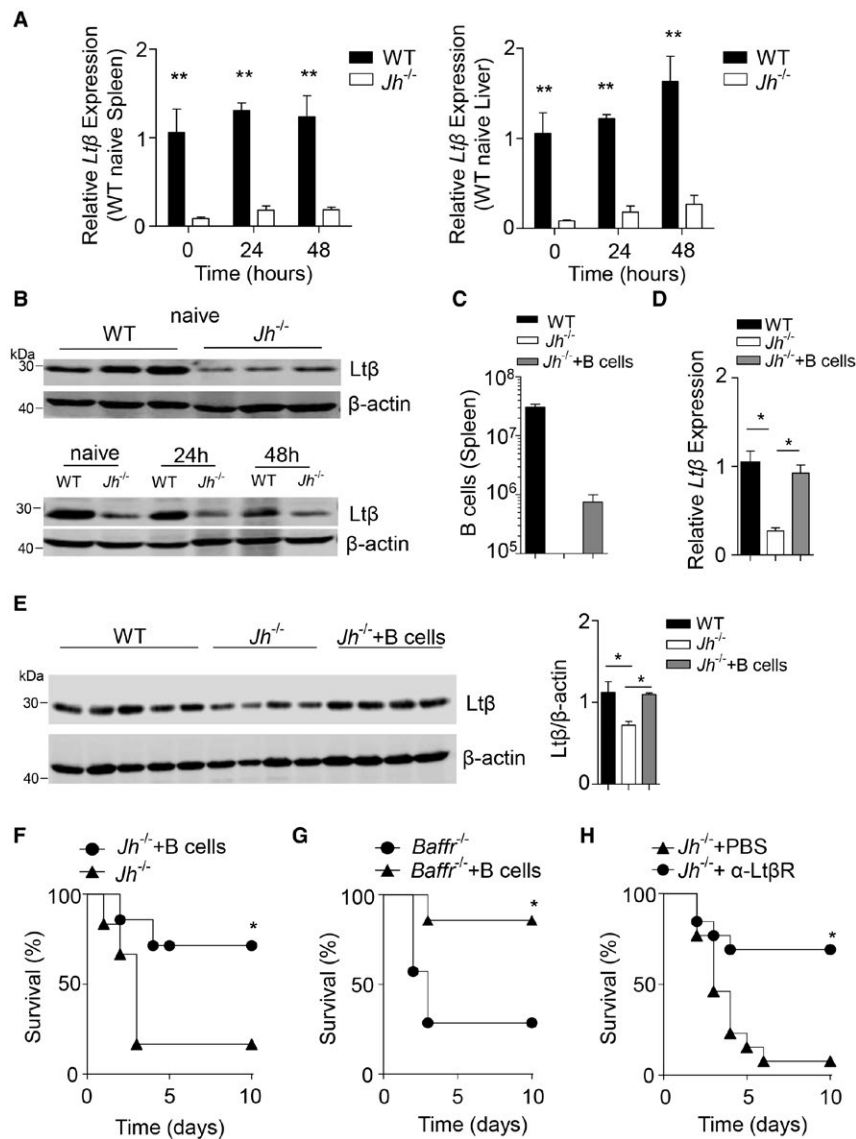 A
Relative Ltβ Expression
(WT naive Spleen)
2
1
0
** ** **
WT
Jh-/-
0 24 48
Time (hours)
Relative Ltβ Expression
(WT naive Liver)
2
1
0
** ** **
WT
Jh-/-
0 24 48
Time (hours)
B
naive
WT Jh-/-
kDa
30
Ltβ
40
β-actin
naive 24h 48h
WT Jh-/- WT Jh-/- WT Jh-/-
30
Ltβ
40
β-actin
C
WT
Jh-/-
Jh-/-+B cells
B cells (Spleen)
10^8
10^7
10^6
10^5
D
WT
Jh-/-
Jh-/-+B cells
Relative Ltβ Expression
2
1
0
* *
E
WT Jh-/- Jh-/-+B cells
kDa
30
Ltβ
β-actin
40
Ltβ/β-actin
2
1
0
* *
WT
Jh-/-
Jh-/-+B cells
F
Jh-/-+B cells
Jh-/-
Survival (%)
100
50
0
*
0 5 10
Time (days)
G
Baffr-/-
Baffr-/-+B cells
Survival (%)
100
50
0
*
0 5 10
Time (days)
H
Jh-/-+PBS
Jh-/-+ α-LtβR
Survival (%)
100
50
0
*
0 5 10
Time (days)